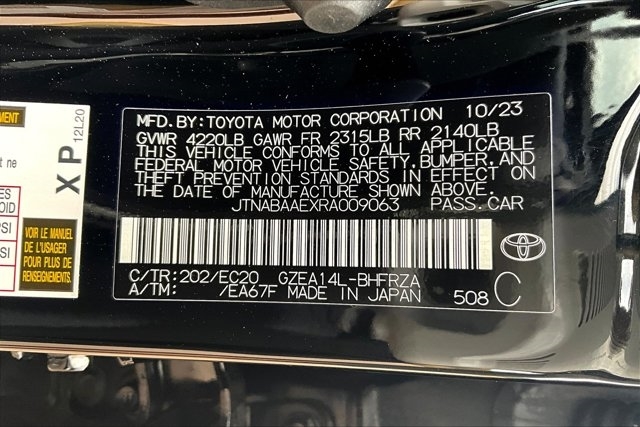 MFD.BY:TOYOTA MOTOR CORPORATION 10/23
GVWR 4220LB GAWR FR 2315LB RR 2140LB
THIS VEHICLE CONFORMS TO ALL APPLICABLE
FEDERAL MOTOR VEHICLE SAFETY,BUMPER,AND
THEFT PREVENTION STANDARDS IN EFFECT ON
THE DATE OF MANUFACTURE SHOWN ABOVE.
JTNABAAEXRA009063 PASS.CAR
C/TR:202/EC20 GZEA14L-BHFRZA
A/TM: /EA67F MADE IN JAPAN 508 C
XP
12L20
EMENT
t ne
VOIR LE MANUEL
DE L'USAGER
POUR PLUS DE
RENSEIGNEMENTS